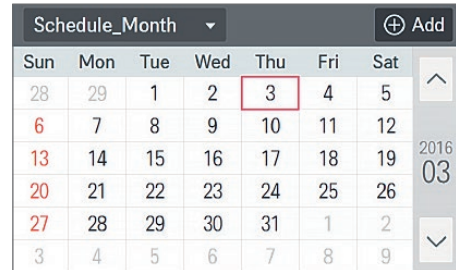 Schedule_Month Add
Sun Mon Tue Wed Thu Fri Sat
28 29 1 2 3 4 5
6 7 8 9 10 11 12
13 14 15 16 17 18 19
2016
03
20 21 22 23 24 25 26
27 28 29 30 31 1 2
3 4 5 6 7 8 9